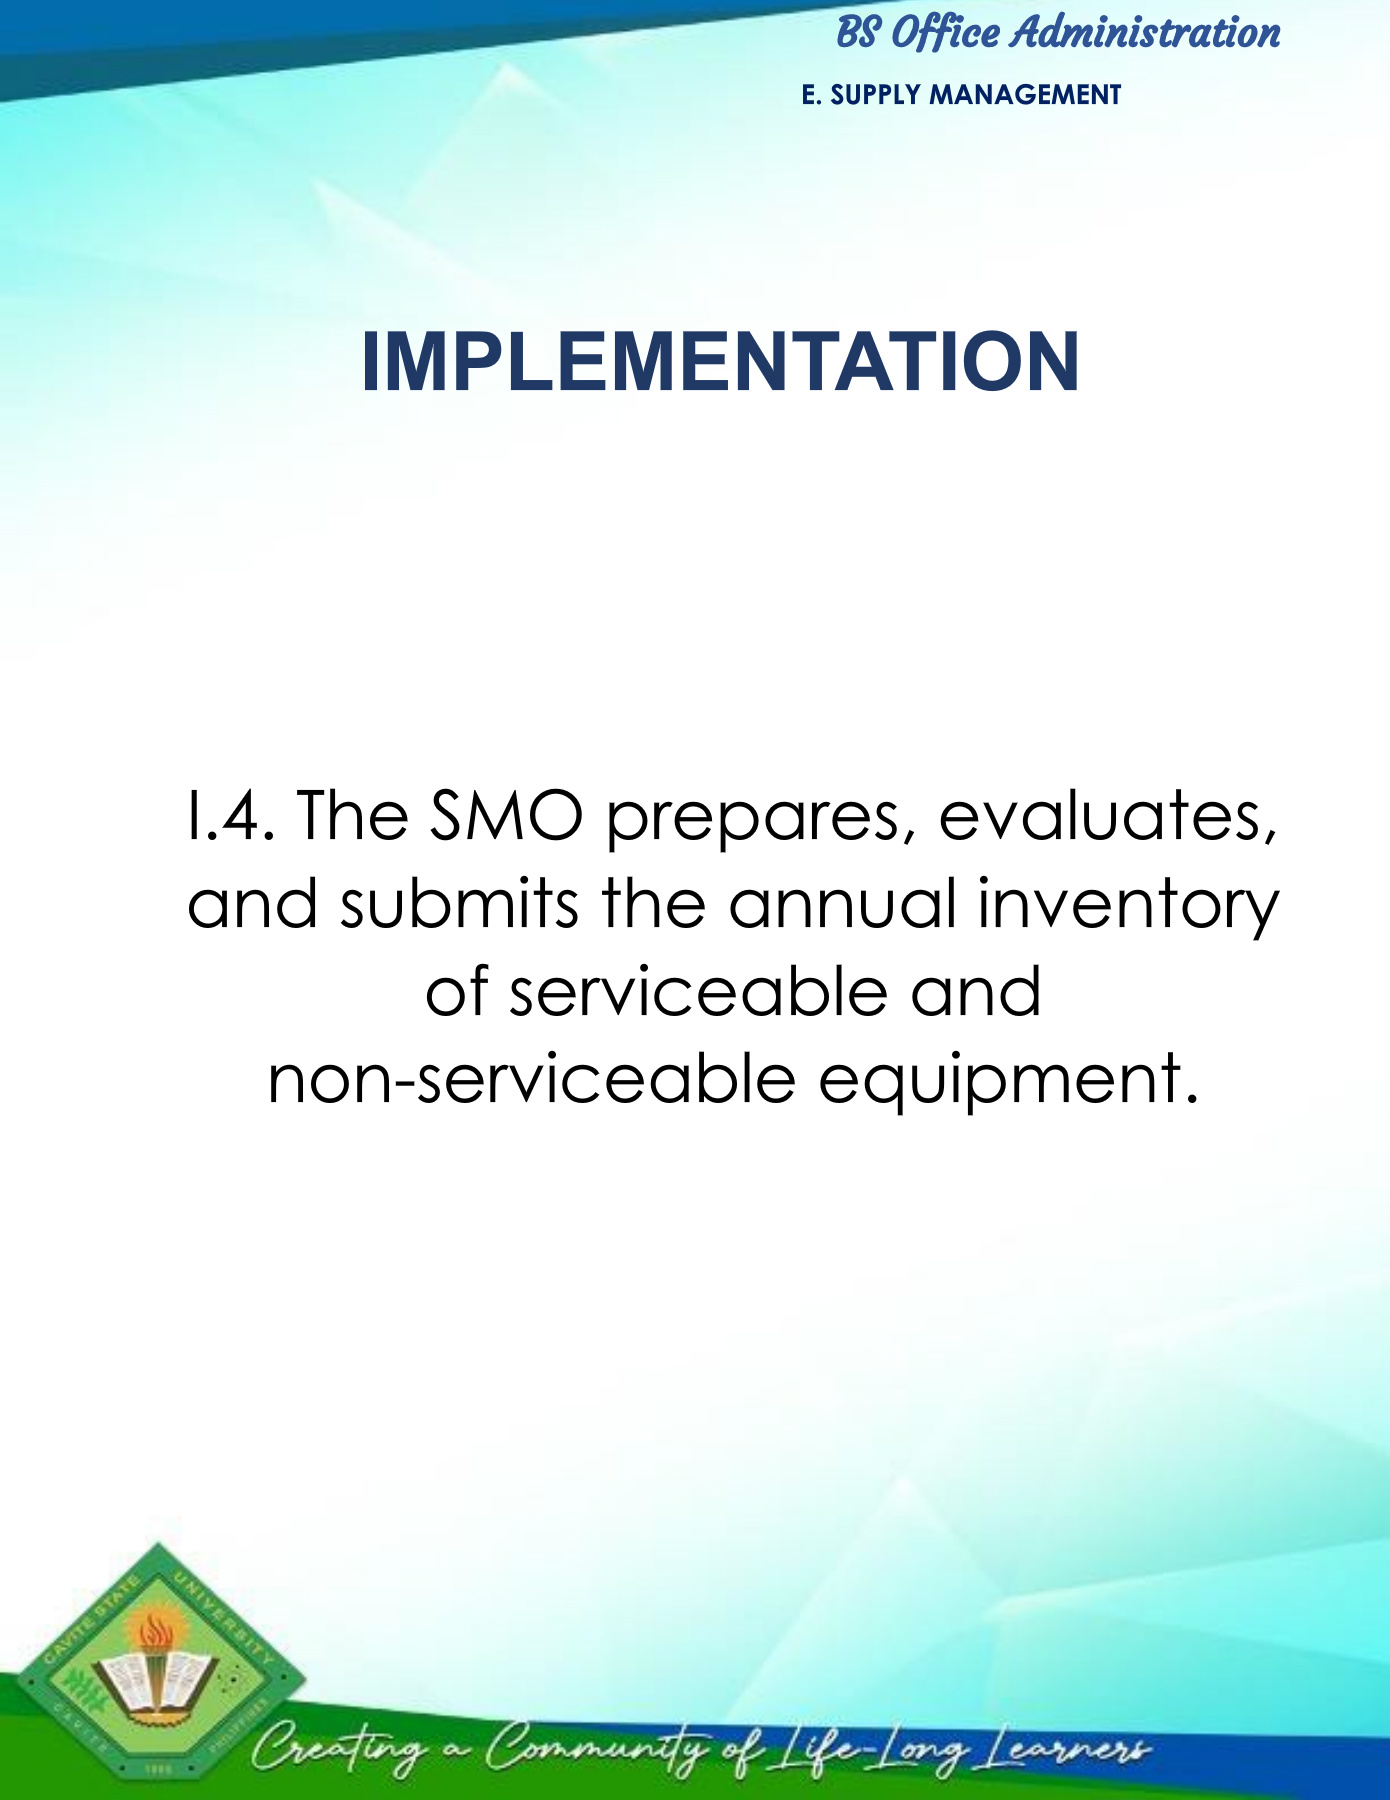 BS Office Administration
E. SUPPLY MANAGEMENT
IMPLEMENTATION
I.4. The SMO prepares, evaluates,
and submits the annual inventory
of serviceable and
non-serviceable equipment.
CAVITE STATE UNIVERSITY
CAVITE
PHILIPPINES
1906
Creating a Community of Life-Long Learners